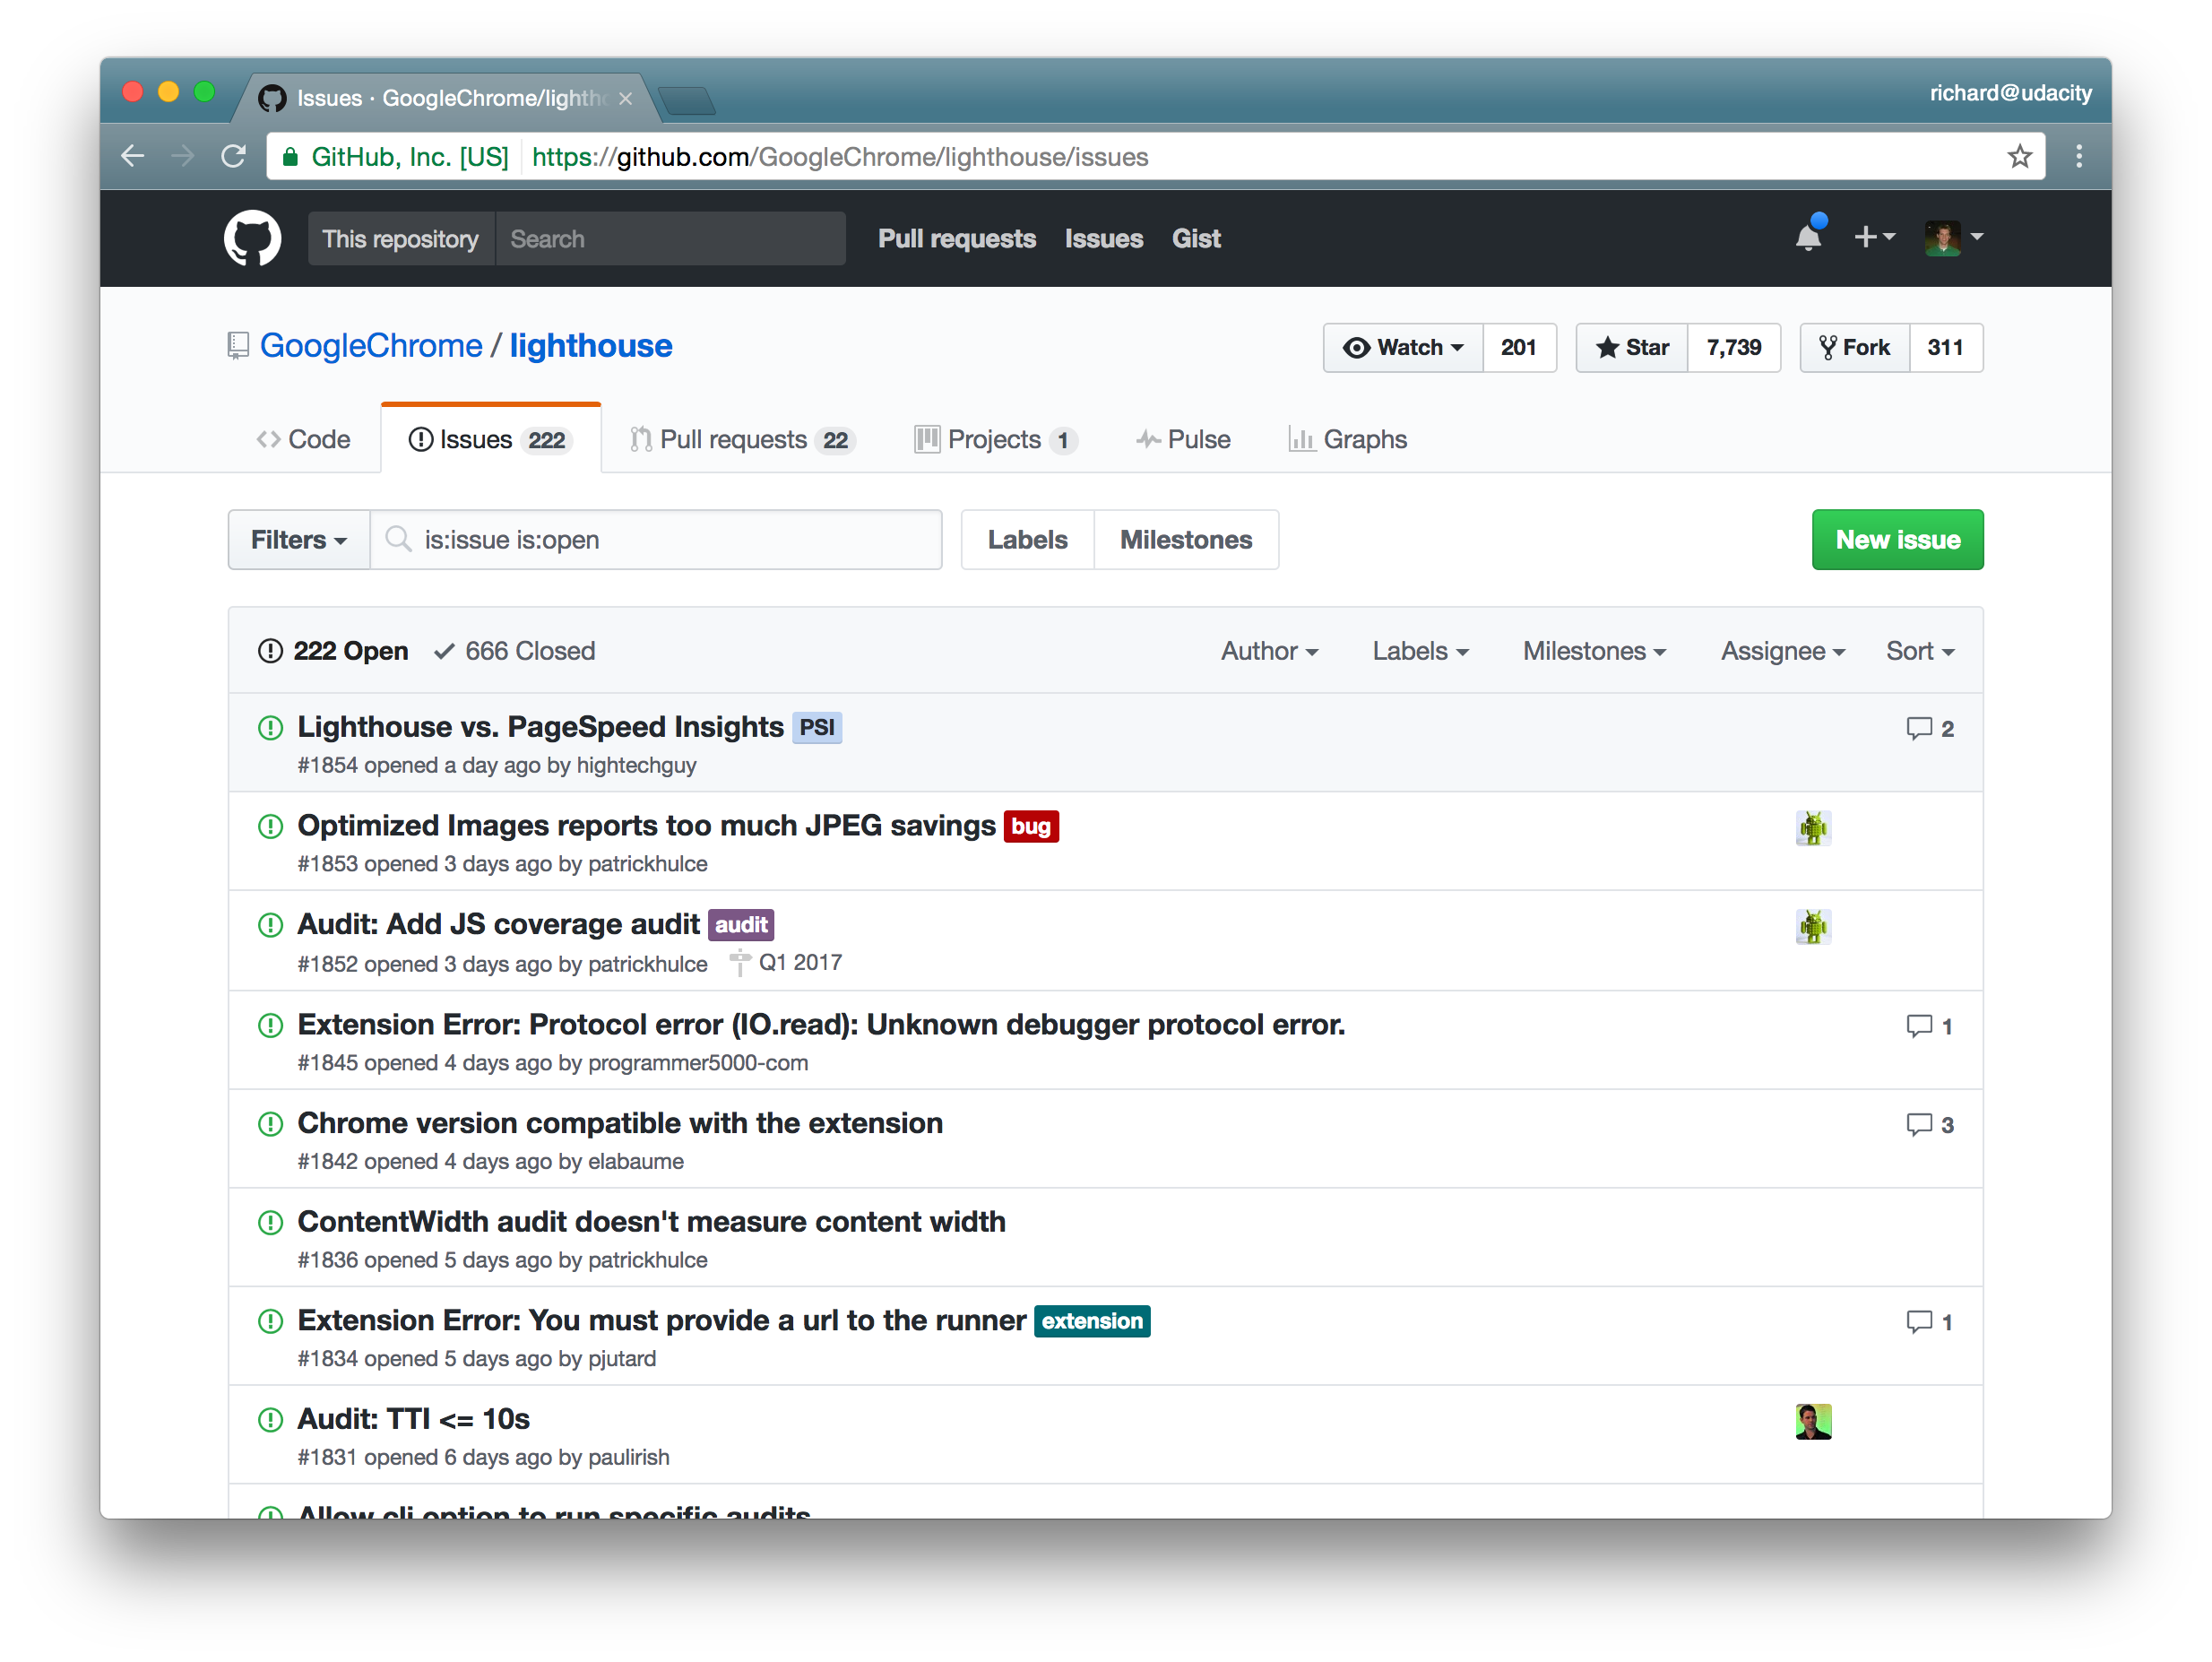 Issues · GoogleChrome/lighth
richard@udacity
GitHub, Inc. [US] https://github.com/GoogleChrome/lighthouse/issues
This repository Search Pull requests Issues Gist
GoogleChrome / lighthouse
Watch 201 Star 7,739 Fork 311
Code Issues 222 Pull requests 22 Projects 1 Pulse Graphs
Filters is:issue is:open Labels Milestones New issue
222 Open 666 Closed Author Labels Milestones Assignee Sort
Lighthouse vs. PageSpeed Insights PSI 2
#1854 opened a day ago by hightechguy
Optimized Images reports too much JPEG savings bug
#1853 opened 3 days ago by patrickhulce
Audit: Add JS coverage audit audit
#1852 opened 3 days ago by patrickhulce Q1 2017
Extension Error: Protocol error (IO.read): Unknown debugger protocol error. 1
#1845 opened 4 days ago by programmer5000-com
Chrome version compatible with the extension 3
#1842 opened 4 days ago by elabaume
ContentWidth audit doesn't measure content width
#1836 opened 5 days ago by patrickhulce
Extension Error: You must provide a url to the runner extension 1
#1834 opened 5 days ago by pjutard
Audit: TTI <= 10s
#1831 opened 6 days ago by paulirish
Allow cli option to run specific audits